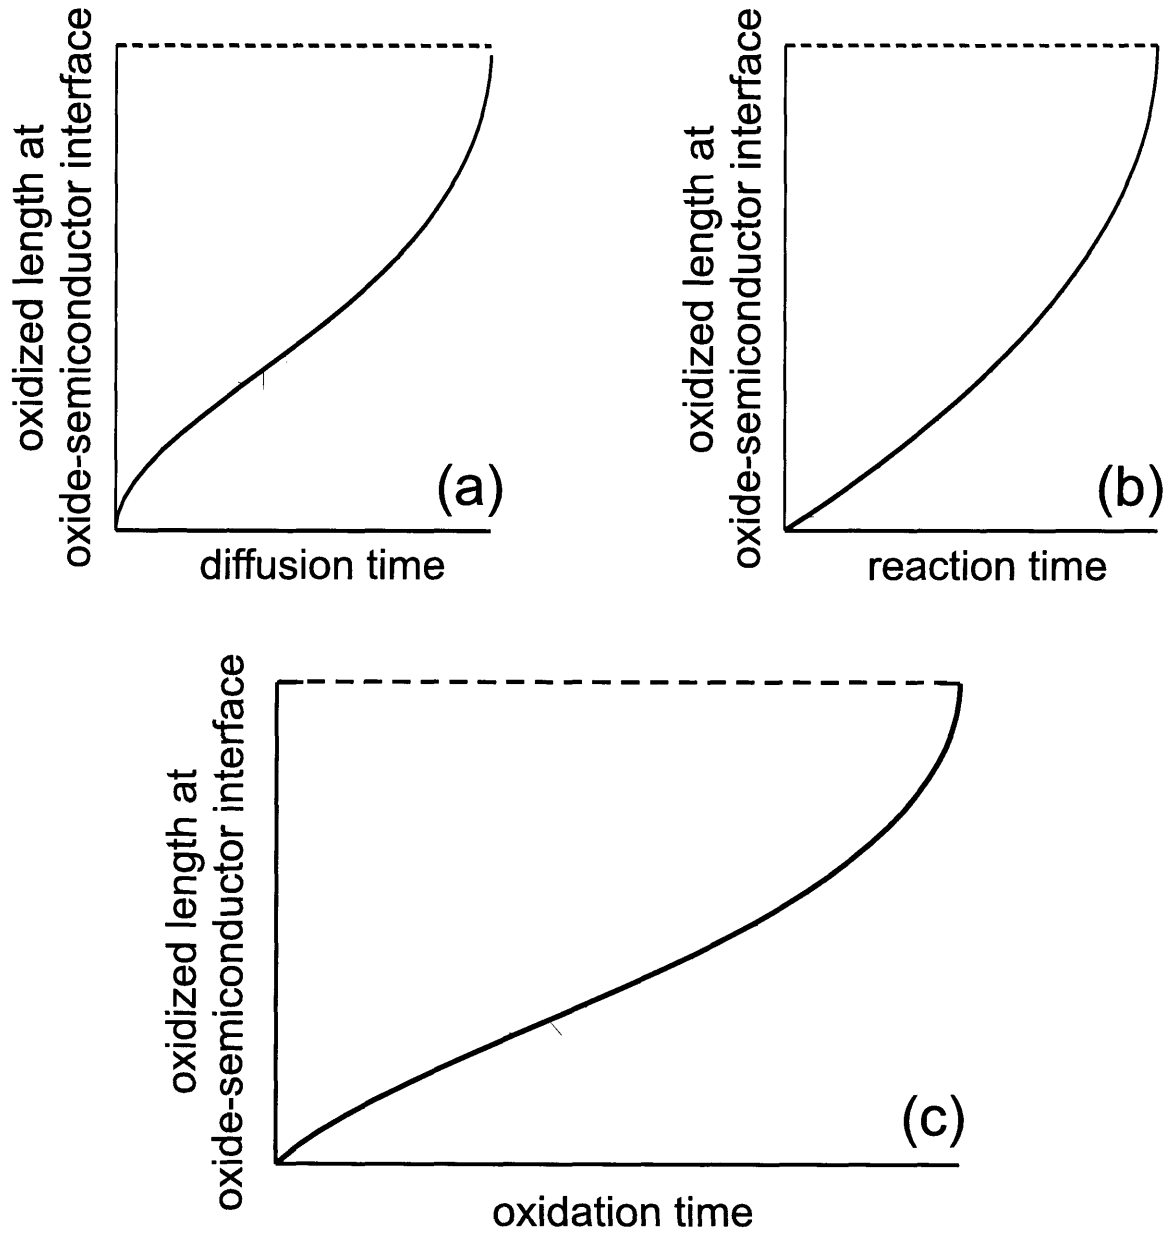 oxidized length at
oxide-semiconductor interface
(a)
diffusion time
oxidized length at
oxide-semiconductor interface
(b)
reaction time
oxidized length at
oxide-semiconductor interface
(c)
oxidation time